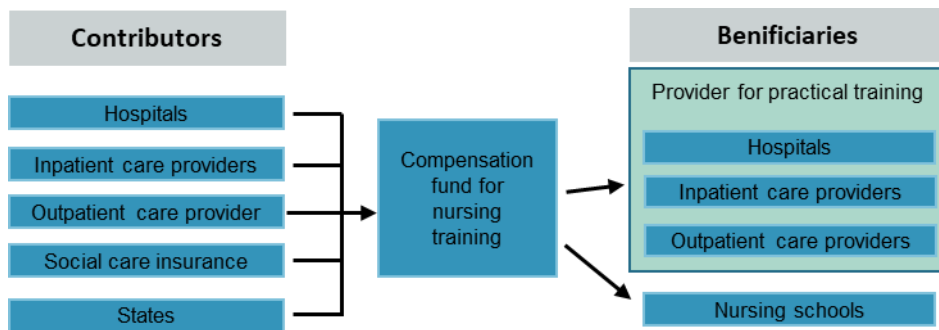 Contributors
Hospitals
Inpatient care providers
Outpatient care provider
Social care insurance
States
Compensation
fund for
nursing
training
Benificiaries
Provider for practical training
Hospitals
Inpatient care providers
Outpatient care providers
Nursing schools